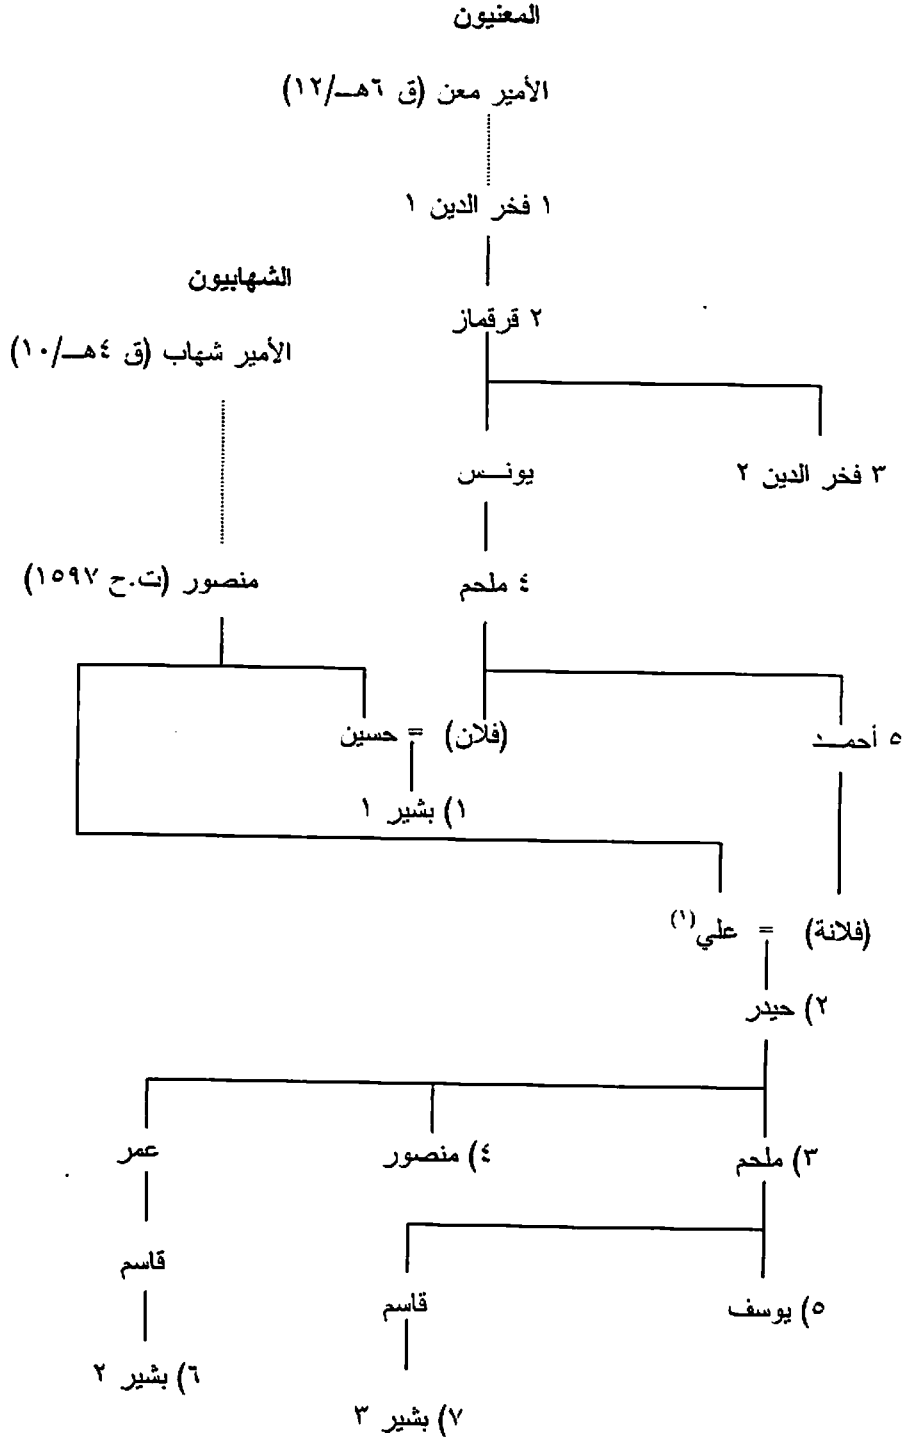 المعنيون
الأمير معن (ق ٦هـ/١٢)
١ فخر الدين ١
الشهابيون
٢ قرقماز
الأمير شهاب (ق ٤هـ/١٠)
يونس
٣ فخر الدين ٢
منصور (ت.ح ١٥٩٧)
٤ ملحم
٥ أحمد
(فلان) = حسين
١) بشير ١
(فلانة) = علي(١)
٢) حيدر
٣) ملحم
٤) منصور
عمر
قاسم
٥) يوسف
قاسم
٦) بشير ٢
٧) بشير ٣